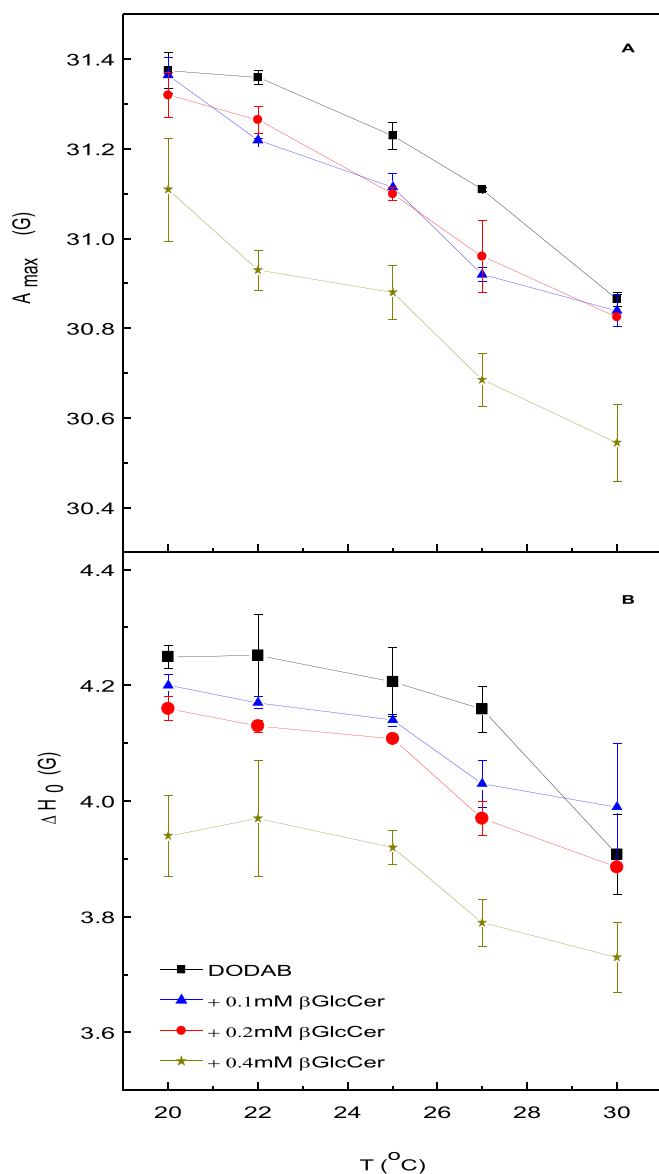 A
31.4
31.2
31.0
30.8
30.6
30.4
A max (G)
B
4.4
4.2
4.0
3.8
3.6
Δ H 0 (G)
DODAB
+ 0.1mM βGlcCer
+ 0.2mM βGlcCer
+ 0.4mM βGlcCer
20 22 24 26 28 30
T (°C)